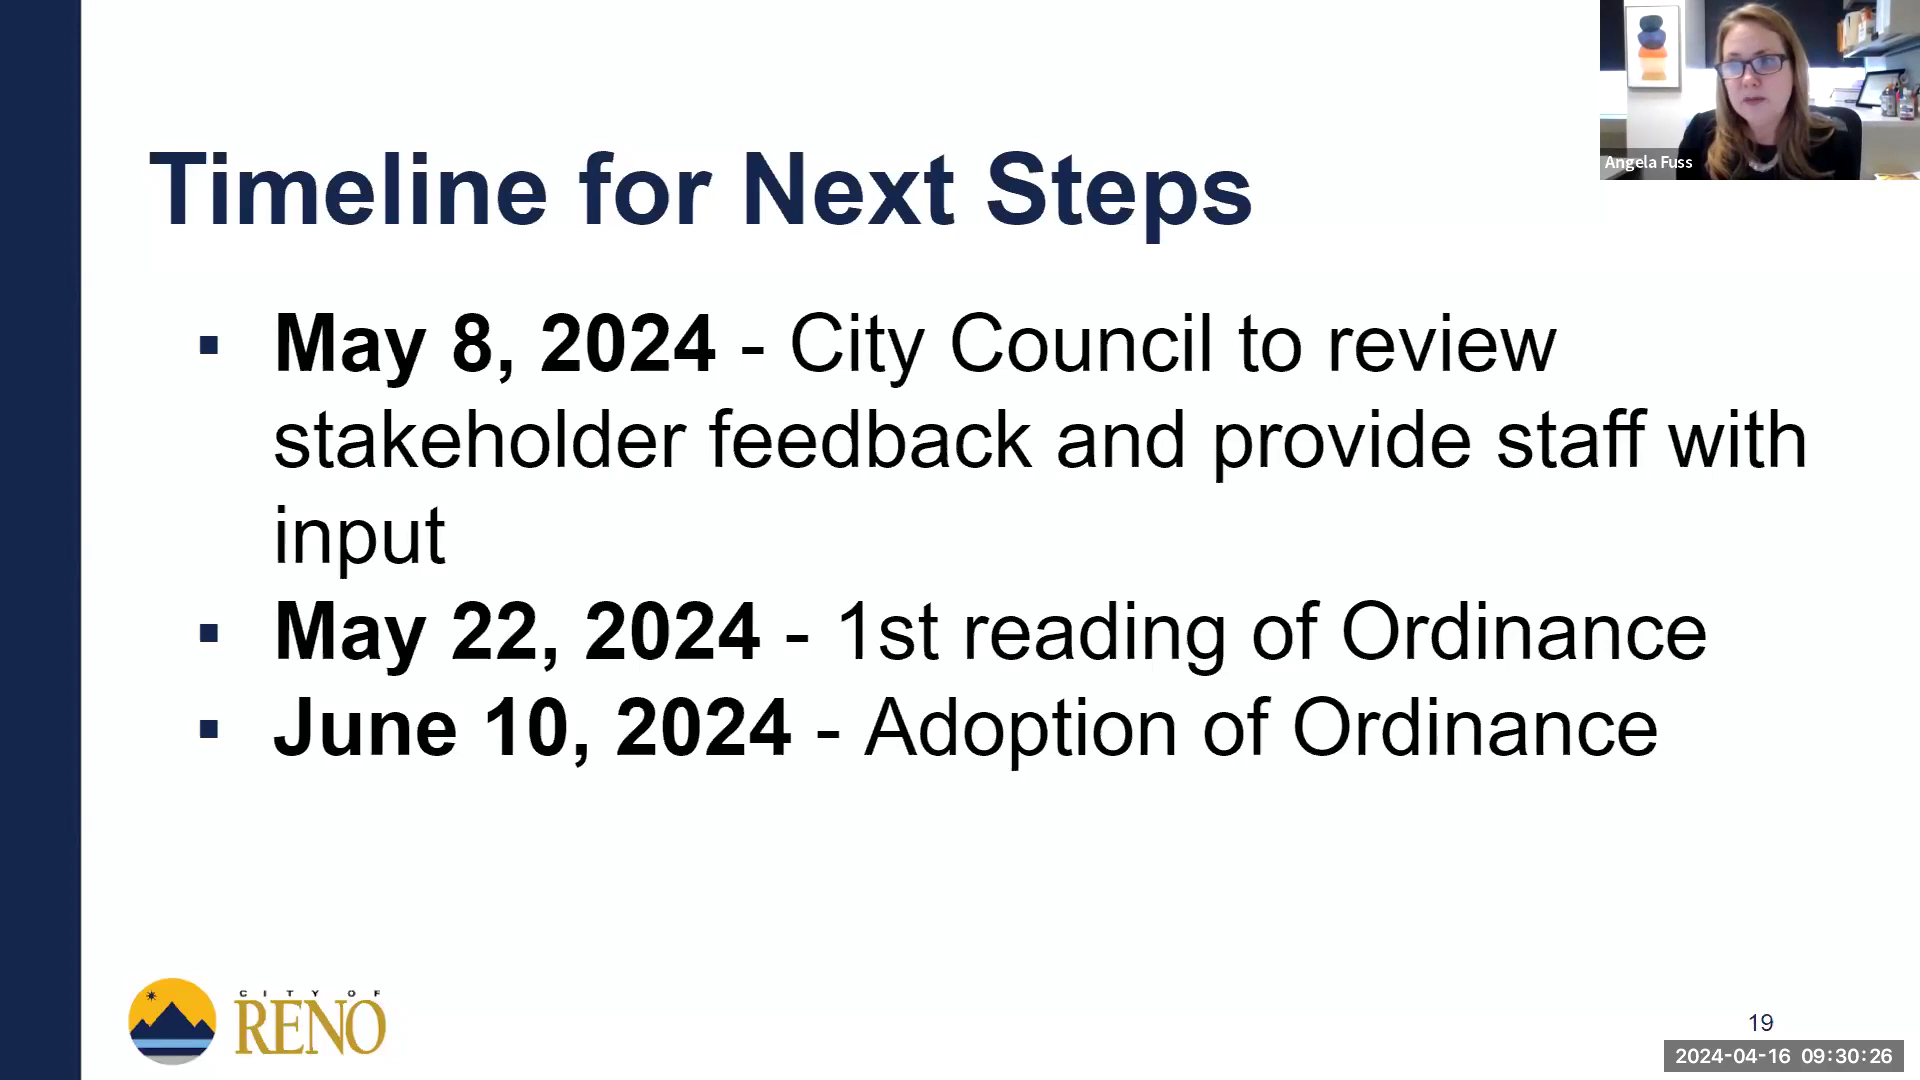 Angela Fuss
Timeline for Next Steps
▪ May 8, 2024 - City Council to review
stakeholder feedback and provide staff with
input
▪ May 22, 2024 - 1st reading of Ordinance
▪ June 10, 2024 - Adoption of Ordinance
CITY OF
RENO
19
2024-04-16 09:30:26